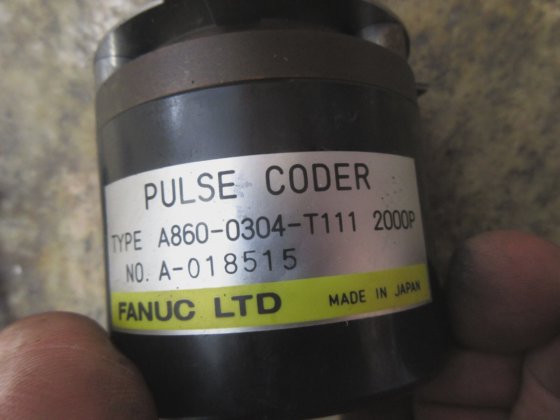 PULSE CODER
TYPE A860-0304-T111 2000P
NO. A-018515
FANUC LTD MADE IN JAPAN